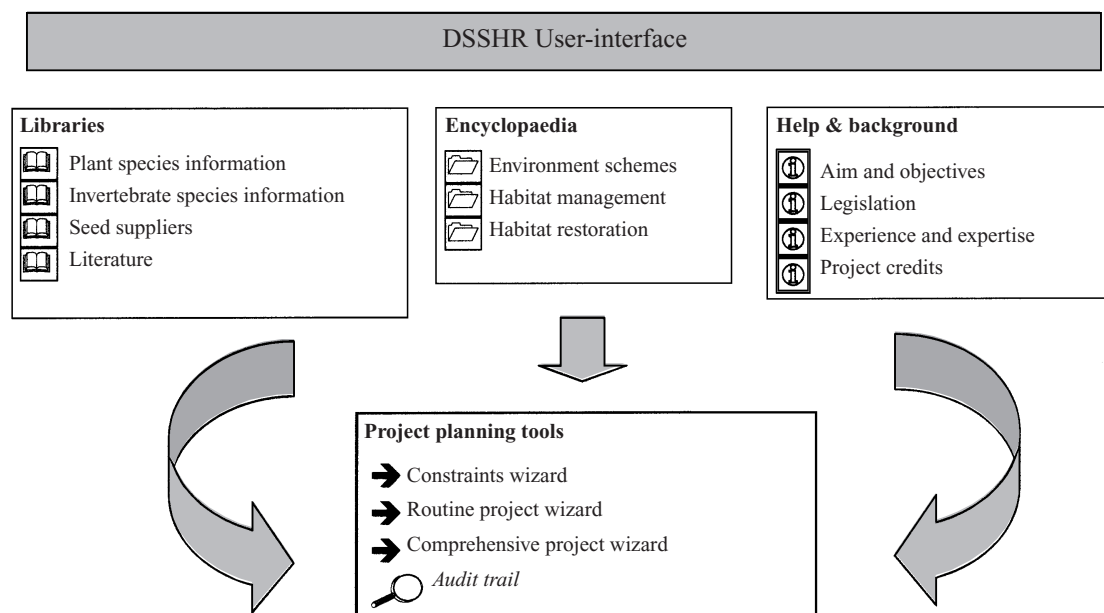 DSSHR User-interface
Libraries
Plant species information
Invertebrate species information
Seed suppliers
Literature
Encyclopaedia
Environment schemes
Habitat management
Habitat restoration
Help & background
Aim and objectives
Legislation
Experience and expertise
Project credits
Project planning tools
Constraints wizard
Routine project wizard
Comprehensive project wizard
Audit trail